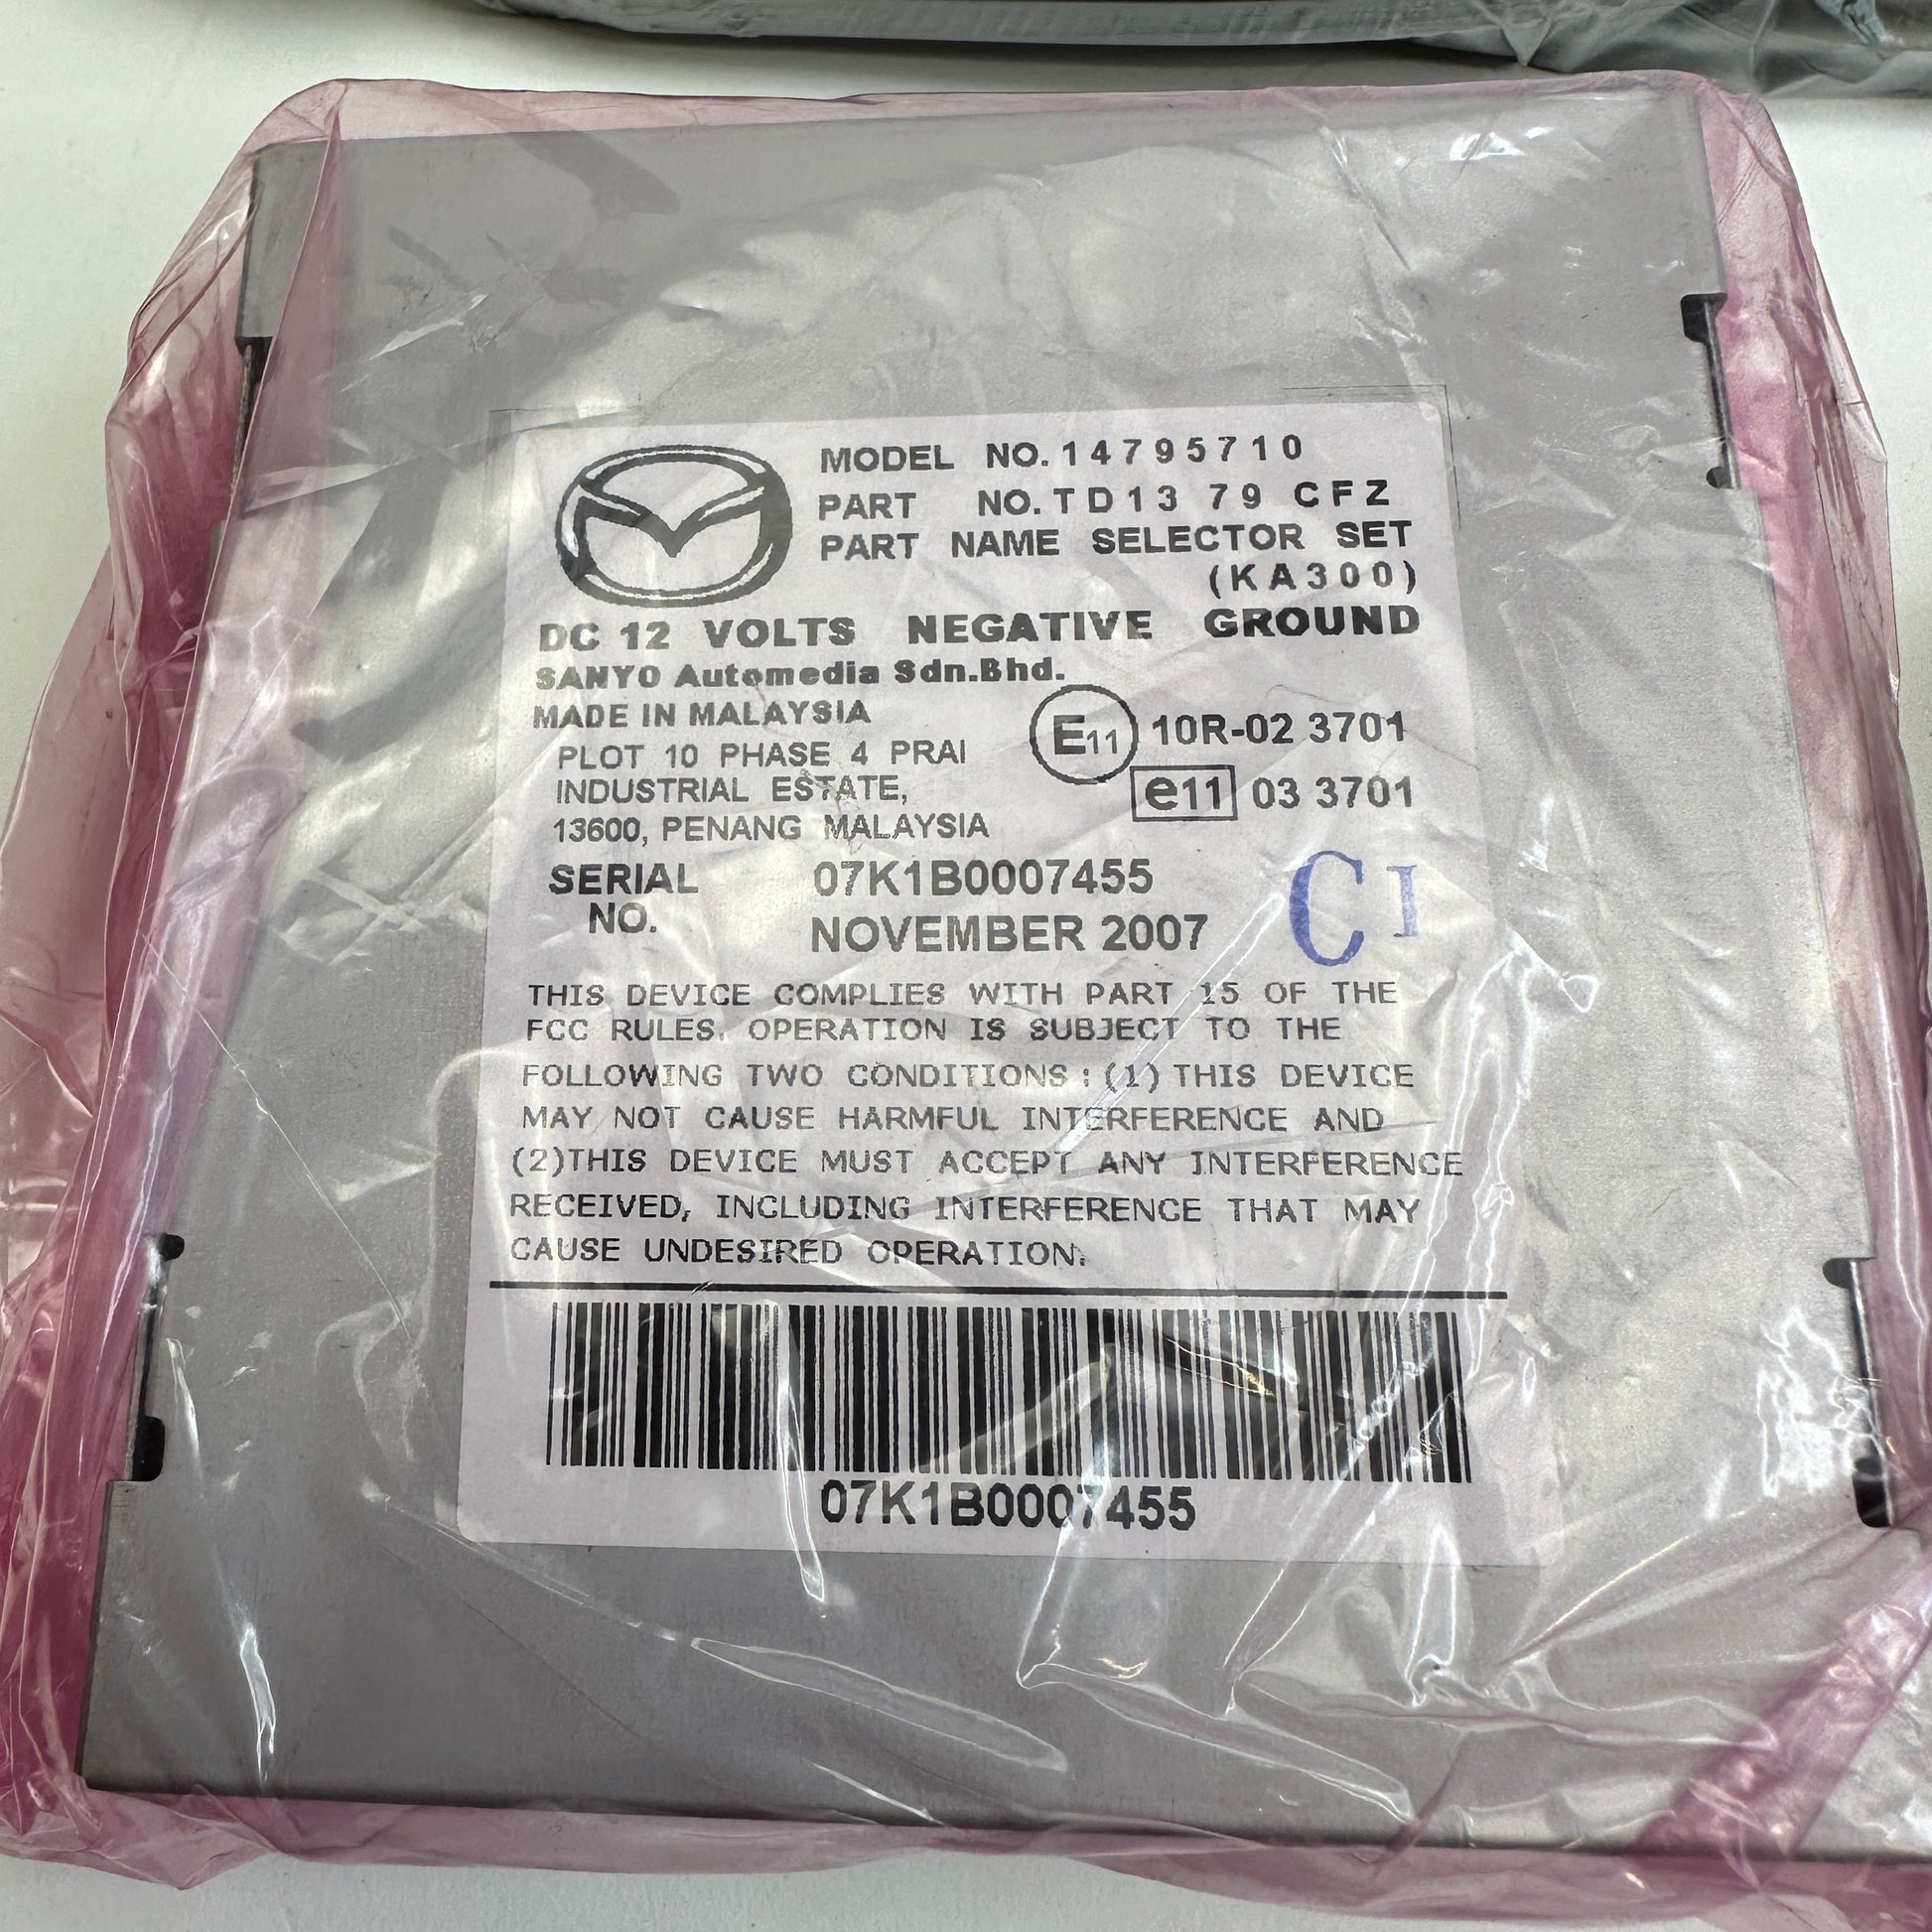 MODEL NO.14795710
PART NO.TD13 79 CFZ
PART NAME SELECTOR SET
(KA300)
DC 12 VOLTS NEGATIVE GROUND
SANYO Automedia Sdn.Bhd.
MADE IN MALAYSIA
PLOT 10 PHASE 4 PRAI
INDUSTRIAL ESTATE,
13600, PENANG MALAYSIA
E11 10R-02 3701
e11 03 3701
SERIAL NO. 07K1B0007455
NOVEMBER 2007
CI
THIS DEVICE COMPLIES WITH PART 15 OF THE
FCC RULES. OPERATION IS SUBJECT TO THE
FOLLOWING TWO CONDITIONS : (1) THIS DEVICE
MAY NOT CAUSE HARMFUL INTERFERENCE AND
(2)THIS DEVICE MUST ACCEPT ANY INTERFERENCE
RECEIVED, INCLUDING INTERFERENCE THAT MAY
CAUSE UNDESIRED OPERATION.
07K1B0007455